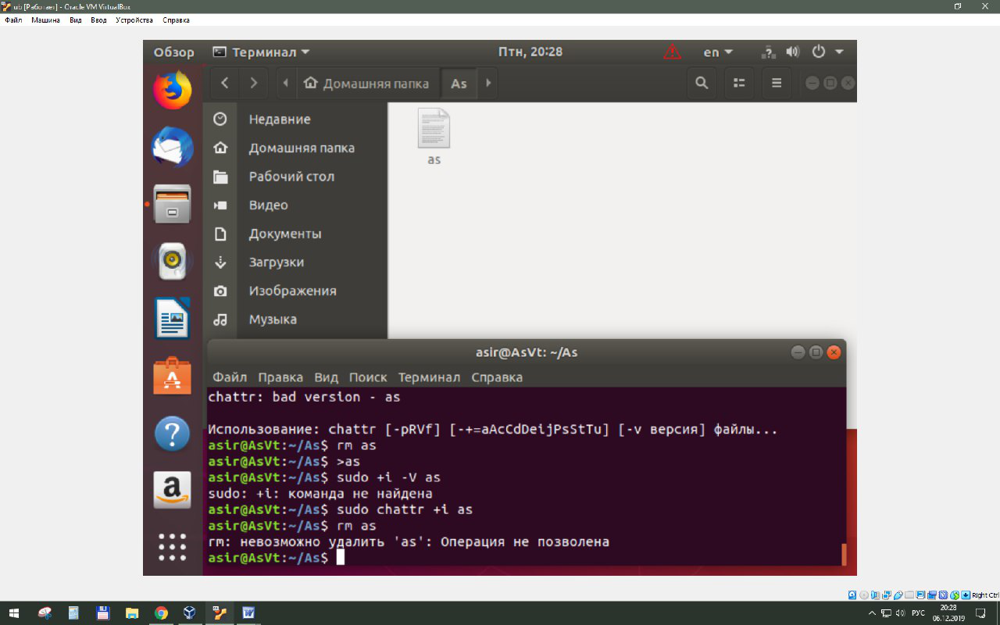 ub [Работает] - Oracle VM VirtualBox
Файл Машина Вид Ввод Устройства Справка
Обзор Терминал Птн, 20:28 en
Домашняя папка As
Недавние
Домашняя папка
Рабочий стол
Видео
Документы
Загрузки
Изображения
Музыка
as
asir@AsVt: ~/As
Файл Правка Вид Поиск Терминал Справка
chattr: bad version - as
Использование: chattr [-pRVf] [-+=aAcCdDeijPsStTu] [-v версия] файлы...
asir@AsVt:~/As$ rm as
asir@AsVt:~/As$ >as
asir@AsVt:~/As$ sudo +i -V as
sudo: +i: команда не найдена
asir@AsVt:~/As$ sudo chattr +i as
asir@AsVt:~/As$ rm as
rm: невозможно удалить 'as': Операция не позволена
asir@AsVt:~/As$
Right Ctrl
РУС
20:28
06.12.2019